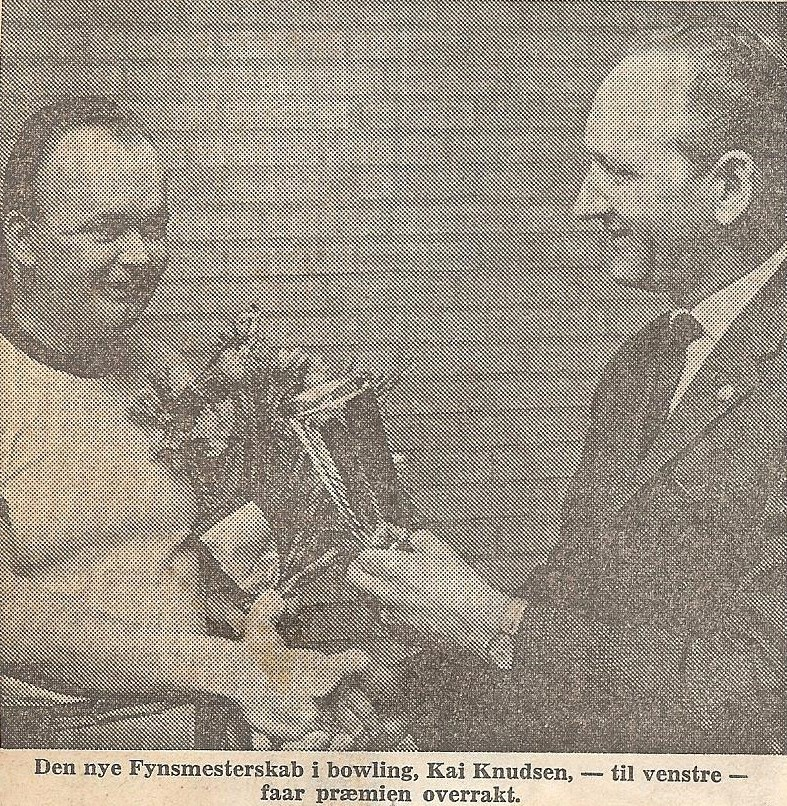 Den nye Fynsmesterskab i bowling, Kai Knudsen, — til venstre —
faar præmien overrakt.